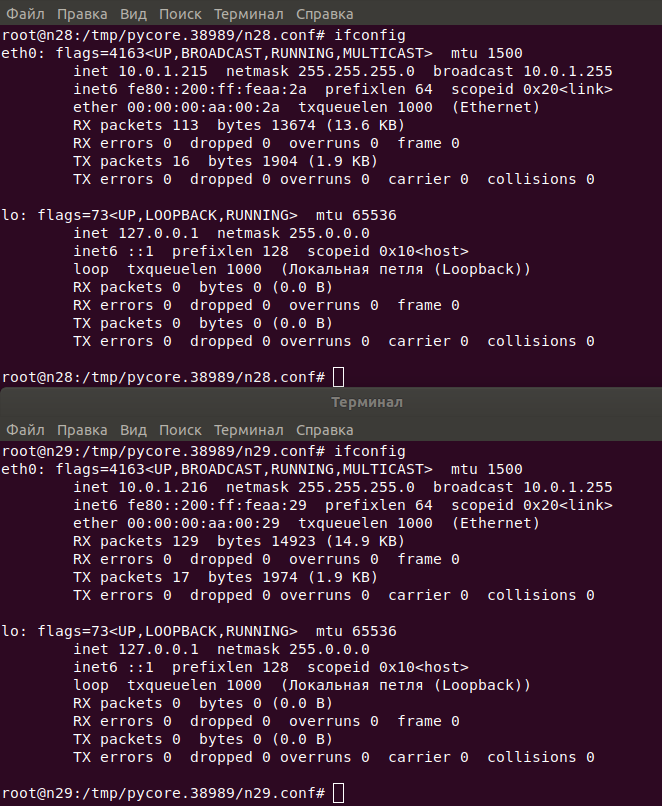 Файл Правка Вид Поиск Терминал Справка
root@n28:/tmp/pycore.38989/n28.conf# ifconfig
eth0: flags=4163<UP,BROADCAST,RUNNING,MULTICAST>  mtu 1500
        inet 10.0.1.215  netmask 255.255.255.0  broadcast 10.0.1.255
        inet6 fe80::200:ff:feaa:2a  prefixlen 64  scopeid 0x20<link>
        ether 00:00:00:aa:00:2a  txqueuelen 1000  (Ethernet)
        RX packets 113  bytes 13674 (13.6 KB)
        RX errors 0  dropped 0  overruns 0  frame 0
        TX packets 16  bytes 1904 (1.9 KB)
        TX errors 0  dropped 0 overruns 0  carrier 0  collisions 0

lo: flags=73<UP,LOOPBACK,RUNNING>  mtu 65536
        inet 127.0.0.1  netmask 255.0.0.0
        inet6 ::1  prefixlen 128  scopeid 0x10<host>
        loop  txqueuelen 1000  (Локальная петля (Loopback))
        RX packets 0  bytes 0 (0.0 B)
        RX errors 0  dropped 0  overruns 0  frame 0
        TX packets 0  bytes 0 (0.0 B)
        TX errors 0  dropped 0 overruns 0  carrier 0  collisions 0

root@n28:/tmp/pycore.38989/n28.conf#
Терминал
Файл Правка Вид Поиск Терминал Справка
root@n29:/tmp/pycore.38989/n29.conf# ifconfig
eth0: flags=4163<UP,BROADCAST,RUNNING,MULTICAST>  mtu 1500
        inet 10.0.1.216  netmask 255.255.255.0  broadcast 10.0.1.255
        inet6 fe80::200:ff:feaa:29  prefixlen 64  scopeid 0x20<link>
        ether 00:00:00:aa:00:29  txqueuelen 1000  (Ethernet)
        RX packets 129  bytes 14923 (14.9 KB)
        RX errors 0  dropped 0  overruns 0  frame 0
        TX packets 17  bytes 1974 (1.9 KB)
        TX errors 0  dropped 0 overruns 0  carrier 0  collisions 0

lo: flags=73<UP,LOOPBACK,RUNNING>  mtu 65536
        inet 127.0.0.1  netmask 255.0.0.0
        inet6 ::1  prefixlen 128  scopeid 0x10<host>
        loop  txqueuelen 1000  (Локальная петля (Loopback))
        RX packets 0  bytes 0 (0.0 B)
        RX errors 0  dropped 0  overruns 0  frame 0
        TX packets 0  bytes 0 (0.0 B)
        TX errors 0  dropped 0 overruns 0  carrier 0  collisions 0

root@n29:/tmp/pycore.38989/n29.conf#